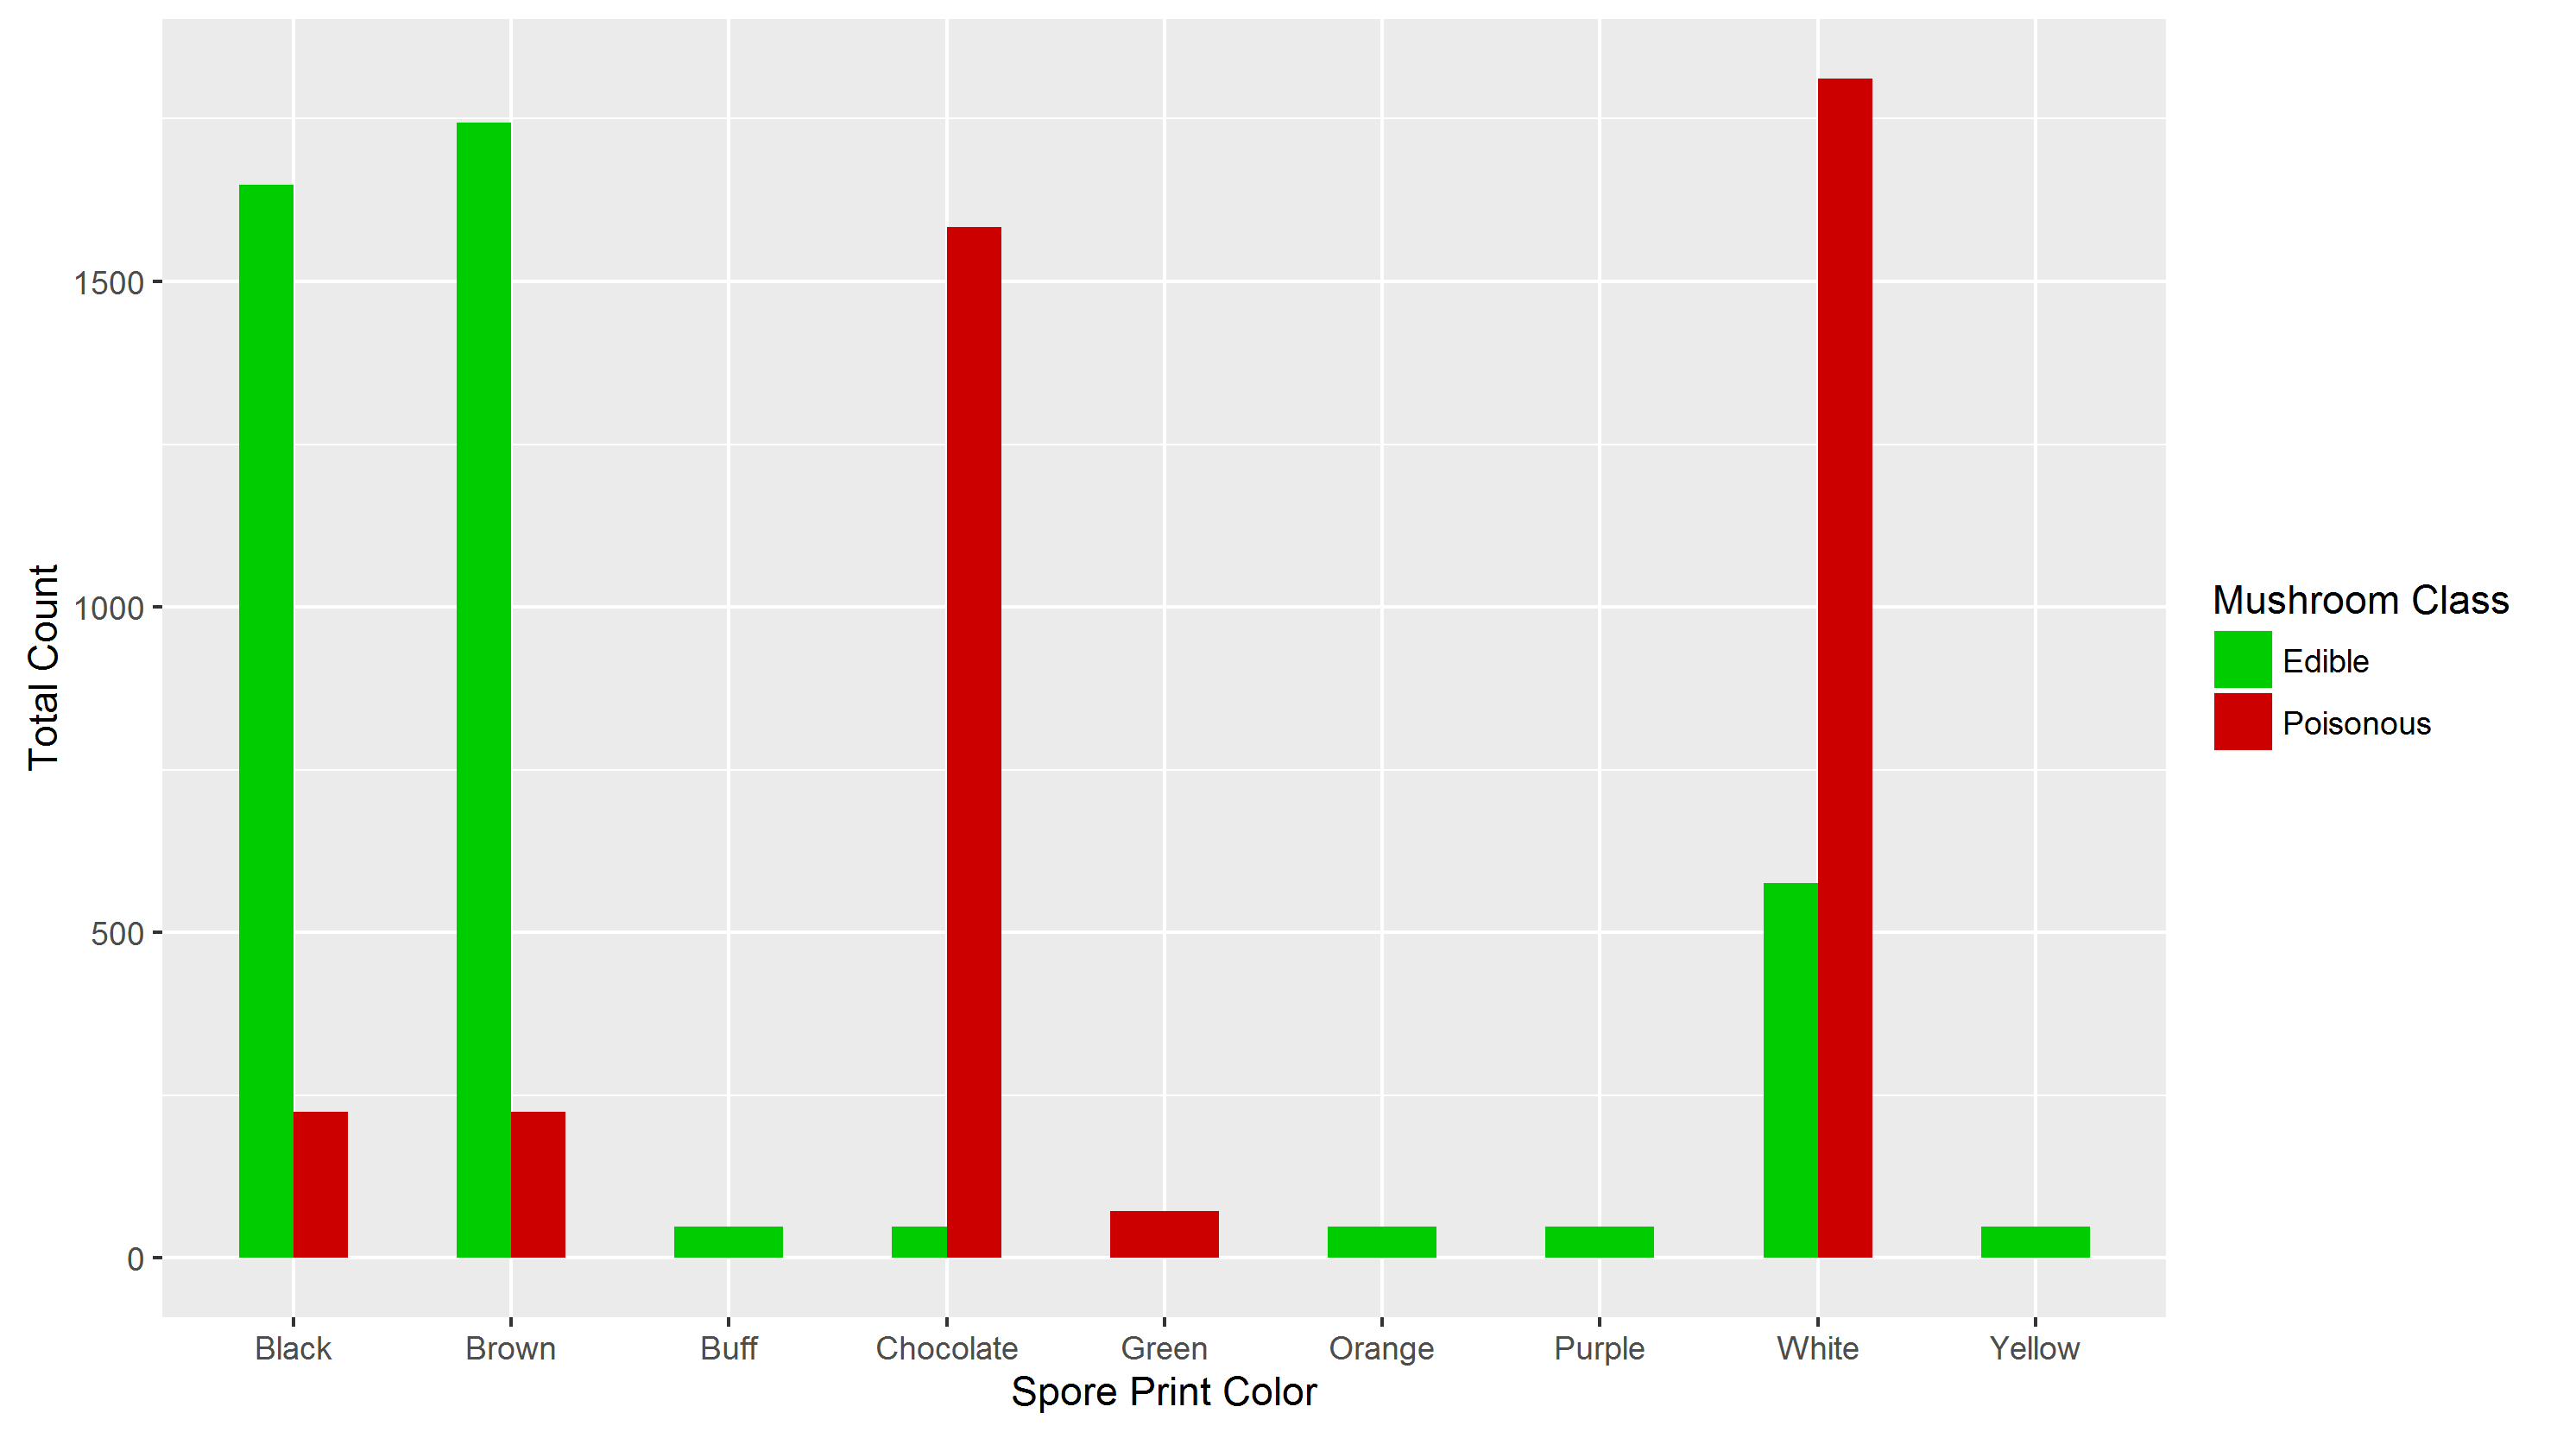 Total Count
1500
1000
500
0
Black Brown Buff Chocolate Green Orange Purple White Yellow
Spore Print Color
Mushroom Class
Edible
Poisonous